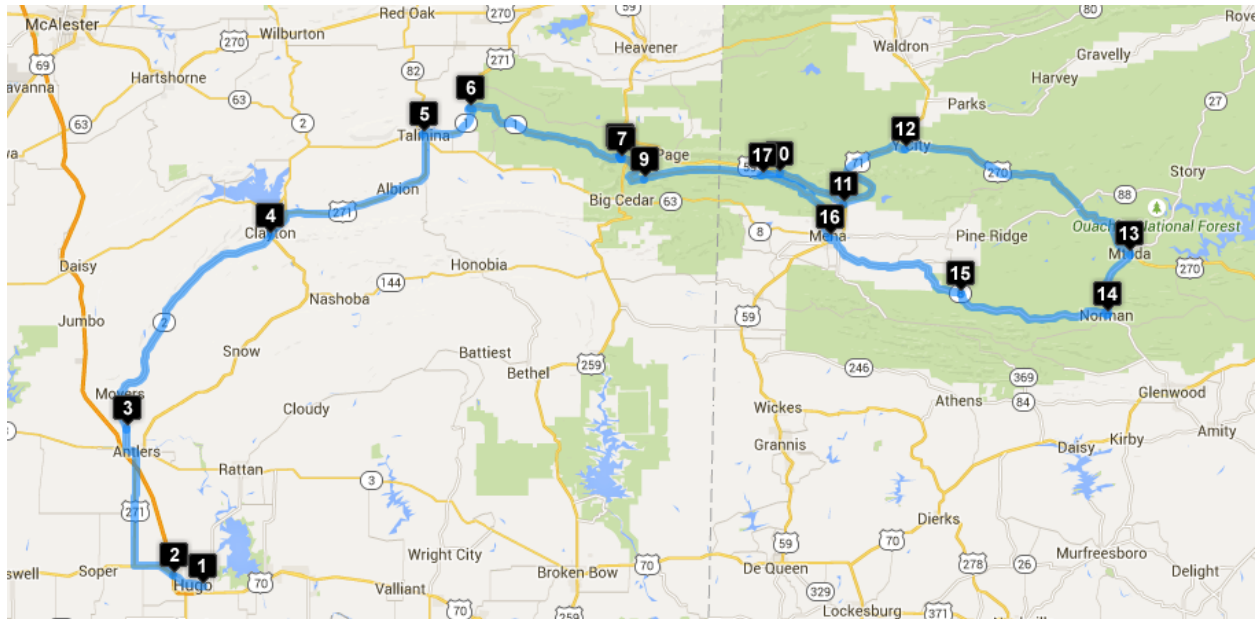 McAlester
Red Oak
59
80
Rove
Wilburton
270
271
Heavener
Waldron
Gravelly
270
Hartshorne
69
82
Harvey
avanna
63
6
Parks
27
63
2
5
12
1
Talihina
1
7
17
0
Page
59
71
Y City
270
wa
9
Story
Albion
11
88
4
271
Big Cedar
63
16
8
Pine Ridge
13
Ouachita National Forest
Clayton
Mena
Daisy
Honobia
15
270
144
14
Nashoba
Norman
Jumbo
2
59
Snow
Battiest
259
246
369
Bethel
Glenwood
Moyers
3
Cloudy
Wickes
Athens
84
Antlers
Grannis
Daisy
Kirby
Amity
Rattan
3
271
Dierks
2
1
Wright City
59
70
Murfreesboro
swell
Soper
Hugo
70
Valliant
Broken Bow
70
De Queen
278
26
Delight
70
329
259
Lockesburg
371